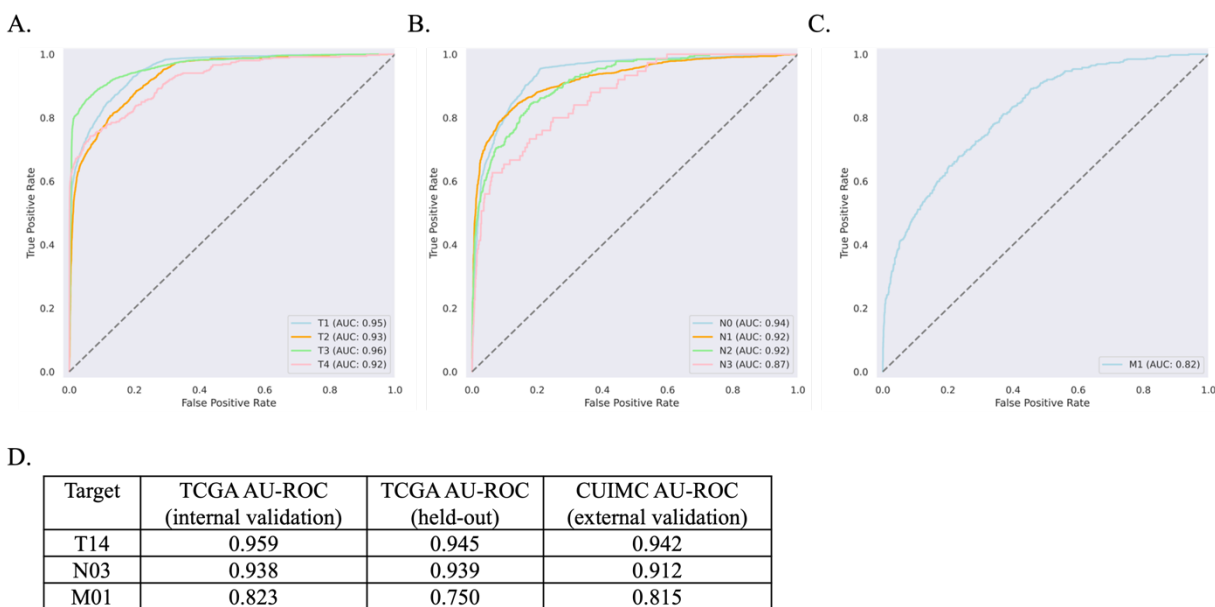 A.
B.
C.
1.0
0.8
0.6
0.4
0.2
0.0
True Positive Rate
T1 (AUC: 0.95)
T2 (AUC: 0.93)
T3 (AUC: 0.96)
T4 (AUC: 0.92)
0.0 0.2 0.4 0.6 0.8 1.0
False Positive Rate
1.0
0.8
0.6
0.4
0.2
0.0
True Positive Rate
N0 (AUC: 0.94)
N1 (AUC: 0.92)
N2 (AUC: 0.92)
N3 (AUC: 0.87)
0.0 0.2 0.4 0.6 0.8 1.0
False Positive Rate
1.0
0.8
0.6
0.4
0.2
0.0
True Positive Rate
M1 (AUC: 0.82)
0.0 0.2 0.4 0.6 0.8 1.0
False Positive Rate
D.
Target TCGA AU-ROC TCGA AU-ROC CUIMC AU-ROC
(internal validation) (held-out) (external validation)
T14 0.959 0.945 0.942
N03 0.938 0.939 0.912
M01 0.823 0.750 0.815